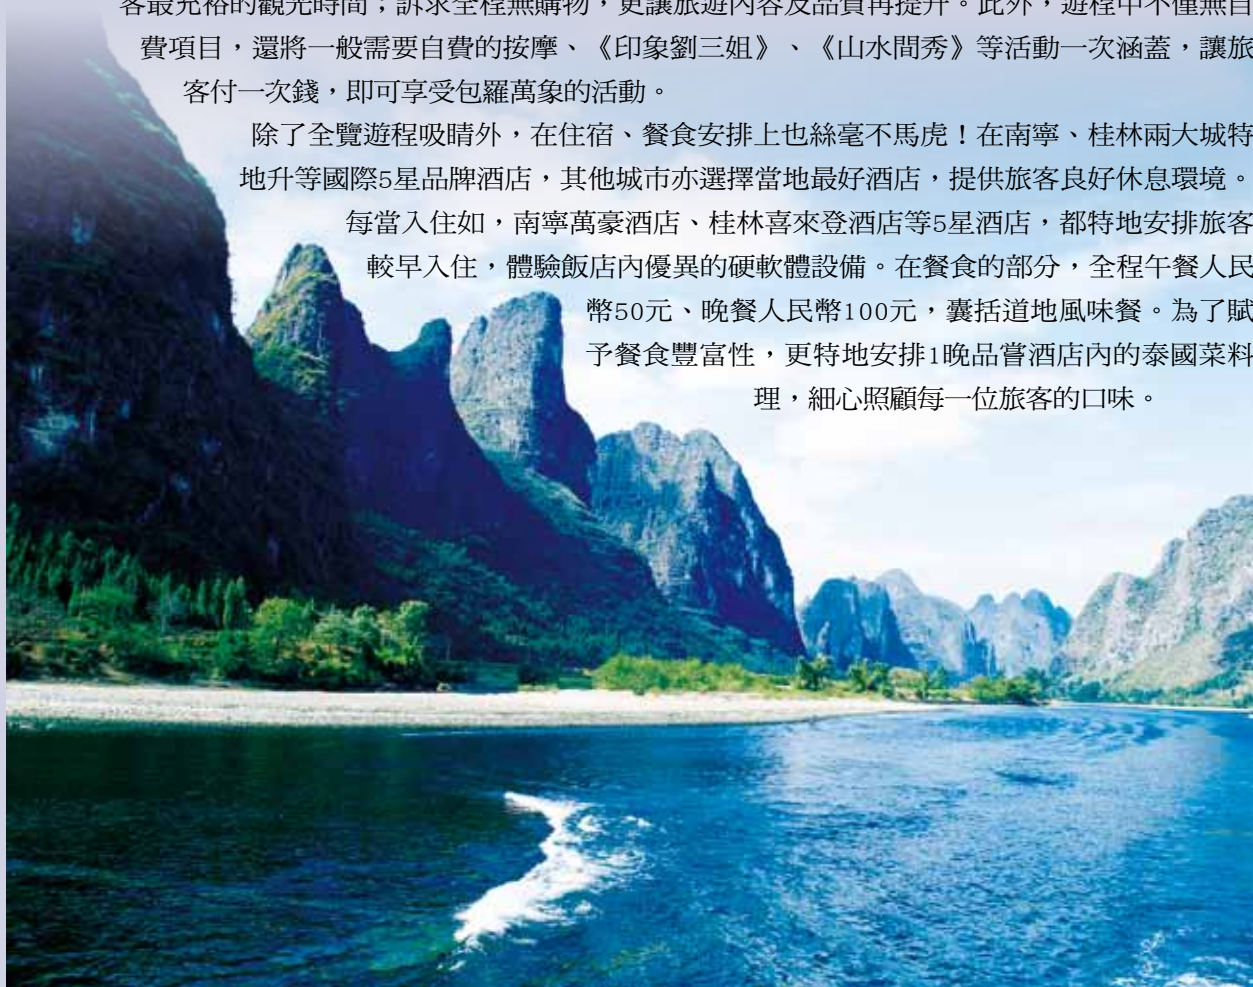 客最充裕的觀光時間；訴求全程無購物，更讓旅遊內容及品質再提升。此外，遊程中不僅無自
費項目，還將一般需要自費的按摩、《印象劉三姐》、《山水間秀》等活動一次涵蓋，讓旅
客付一次錢，即可享受包羅萬象的活動。
除了全覽遊程吸睛外，在住宿、餐食安排上也絲毫不馬虎！在南寧、桂林兩大城特
地升等國際5星品牌酒店，其他城市亦選擇當地最好酒店，提供旅客良好休息環境。
每當入住如，南寧萬豪酒店、桂林喜來登酒店等5星酒店，都特地安排旅客
較早入住，體驗飯店內優異的硬軟體設備。在餐食的部分，全程午餐人民
幣50元、晚餐人民幣100元，囊括道地風味餐。為了賦
予餐食豐富性，更特地安排1晚品嘗酒店內的泰國菜料
理，細心照顧每一位旅客的口味。